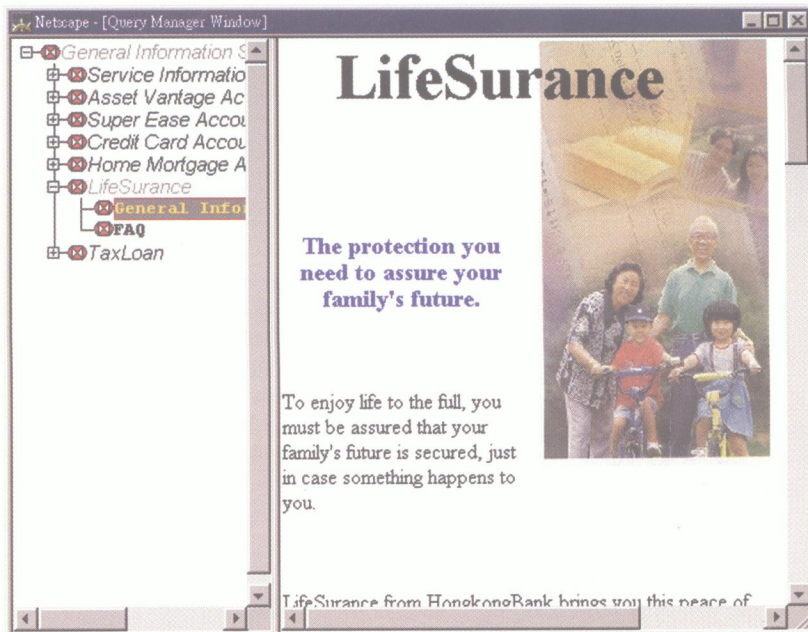 Netscape - [Query Manager Window]
General Information S
Service Informatio
Asset Vantage Ac
Super Ease Accou
Credit Card Accou
Home Mortgage A
LifeSurance
General Infor
FAQ
TaxLoan
LifeSurance
The protection you
need to assure your
family's future.
To enjoy life to the full, you
must be assured that your
family's future is secured, just
in case something happens to
you.
LifeSurance from HongkongBank brings you this peace of